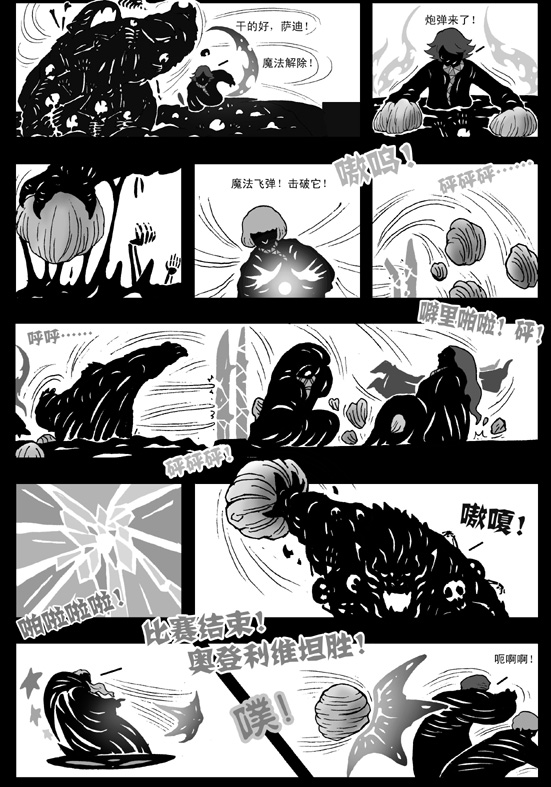 干的好，萨迪！
魔法解除！
炮弹来了！
魔法飞弹！击破它！
嗷呜！
砰砰砰……
呼呼……
噼里啪啦！砰！
砰砰砰！
嗷嘎！
啪啦啦啦！
比赛结束！
奥登利维坦胜！
噗！
呃啊啊！